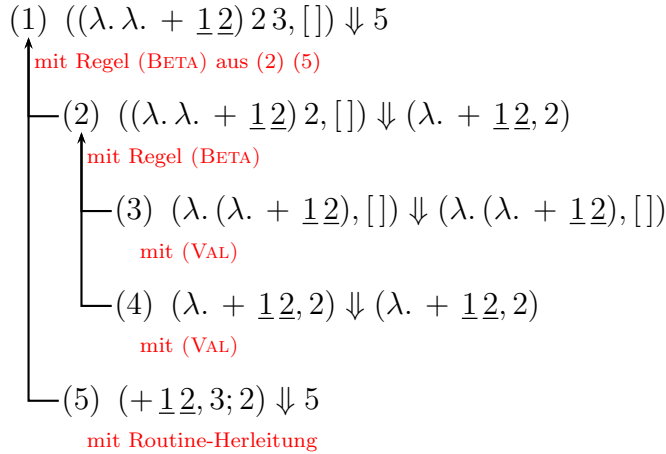 (1) ((λ. λ. + 1̲ 2̲) 2 3, [ ]) ⇓ 5
mit Regel (BETA) aus (2) (5)
(2) ((λ. λ. + 1̲ 2̲) 2, [ ]) ⇓ (λ. + 1̲ 2̲, 2)
mit Regel (BETA)
(3) (λ. (λ. + 1̲ 2̲), [ ]) ⇓ (λ. (λ. + 1̲ 2̲), [ ])
mit (VAL)
(4) (λ. + 1̲ 2̲, 2) ⇓ (λ. + 1̲ 2̲, 2)
mit (VAL)
(5) (+ 1̲ 2̲, 3; 2) ⇓ 5
mit Routine-Herleitung